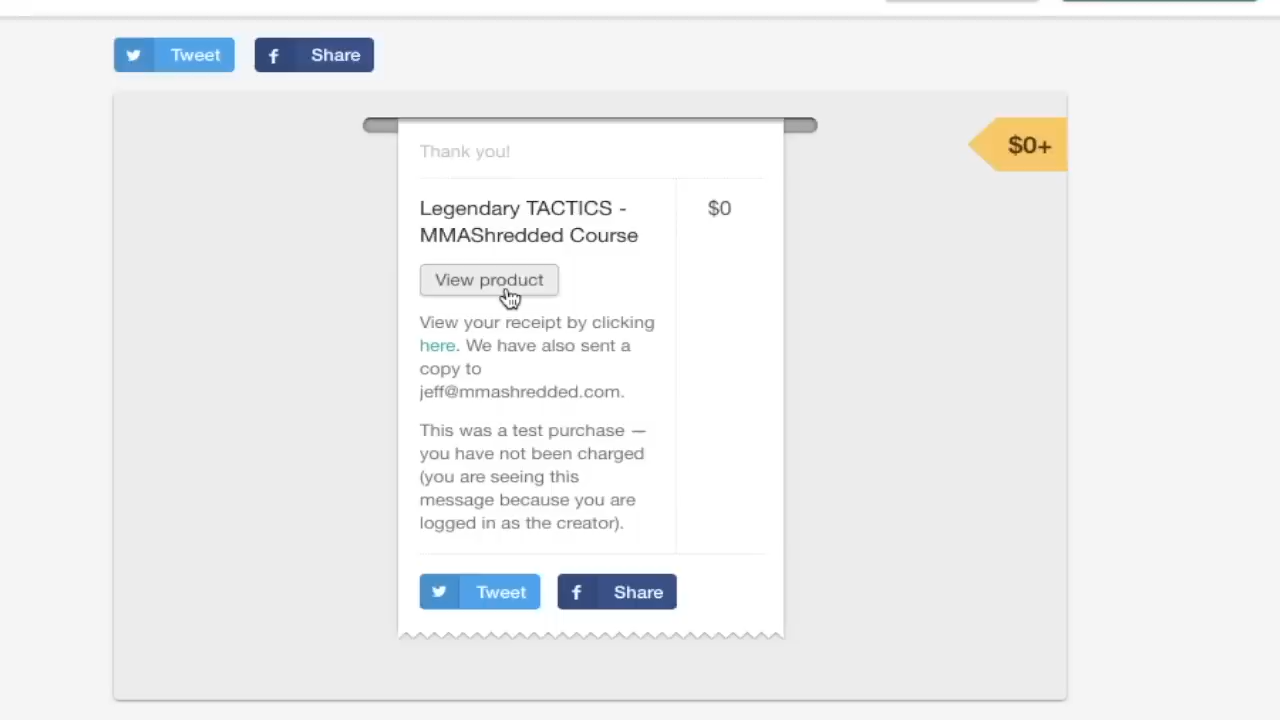 Tweet
Share
$0+
Thank you!
Legendary TACTICS -
MMAShredded Course
$0
View product
View your receipt by clicking
here. We have also sent a
copy to
jeff@mmashredded.com.
This was a test purchase —
you have not been charged
(you are seeing this
message because you are
logged in as the creator).
Tweet
Share